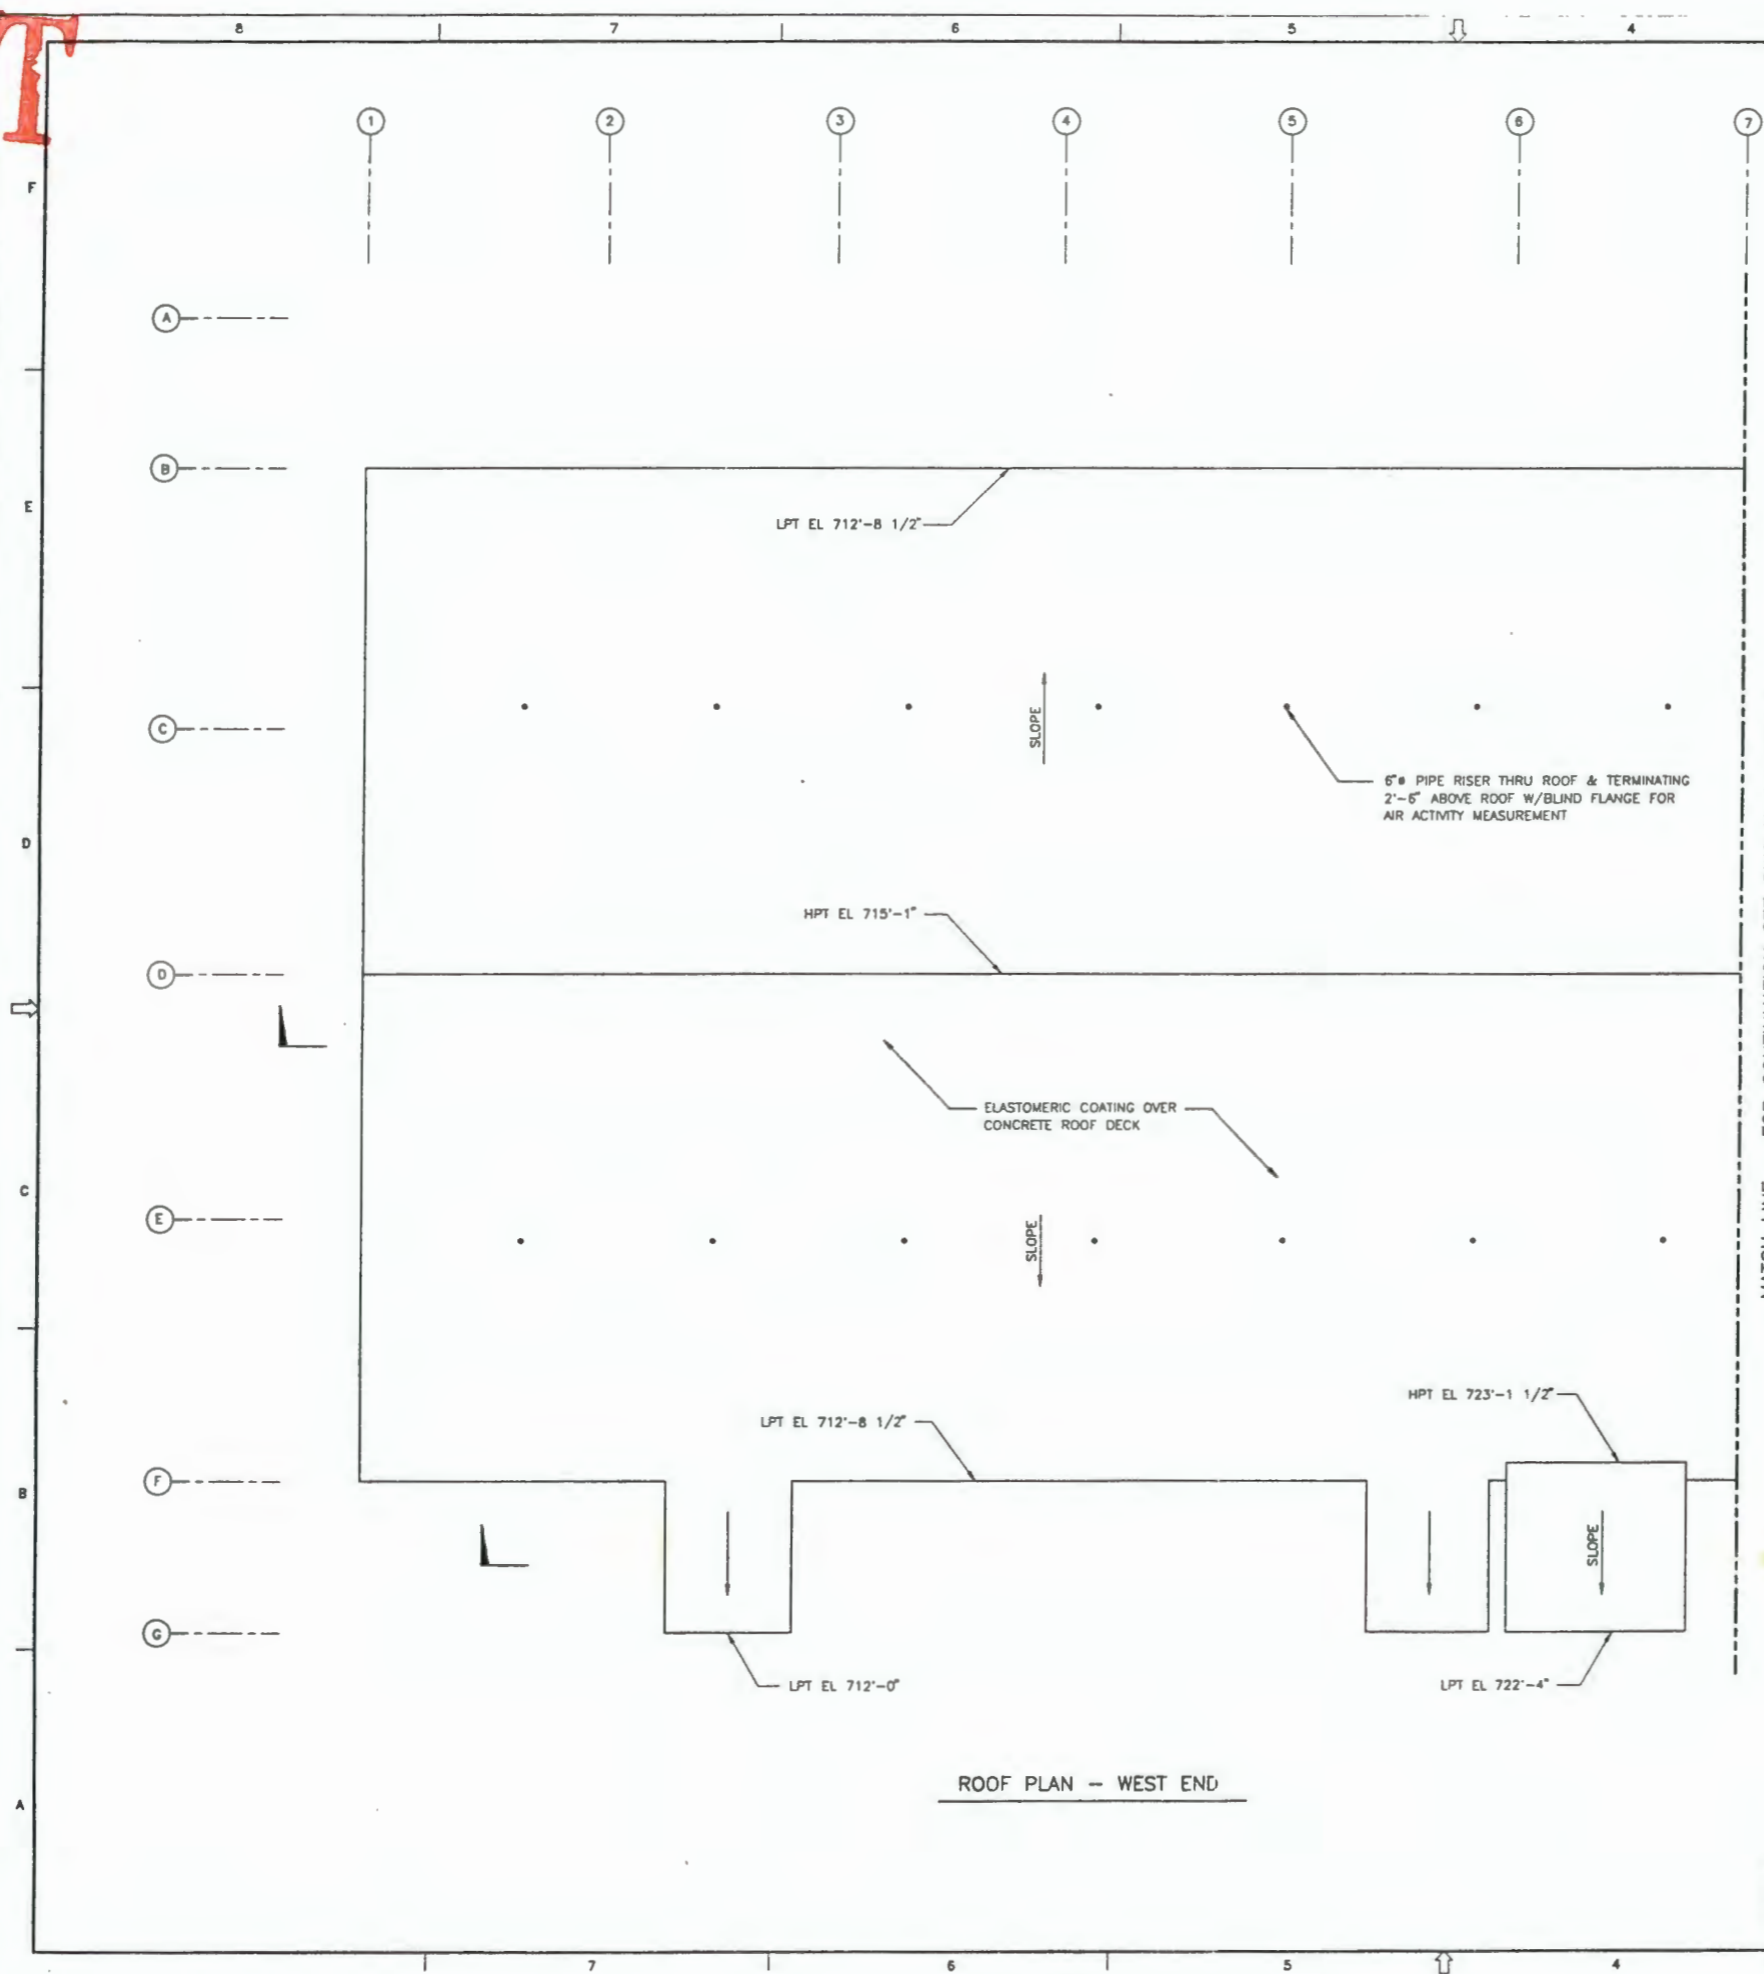 T
8 7 6 5 4
1 2 3 4 5 6 7
F
A
B
E
LPT EL 712'-8 1/2"
SLOPE
C
6"ø PIPE RISER THRU ROOF & TERMINATING
2'-6" ABOVE ROOF W/BLIND FLANGE FOR
AIR ACTIVITY MEASUREMENT
D
HPT EL 715'-1"
D
ELASTOMERIC COATING OVER
CONCRETE ROOF DECK
C
E
SLOPE
HPT EL 723'-1 1/2"
LPT EL 712'-8 1/2"
F
B
SLOPE
G
LPT EL 712'-0"
LPT EL 722'-4"
ROOF PLAN - WEST END
A
7 6 5 4